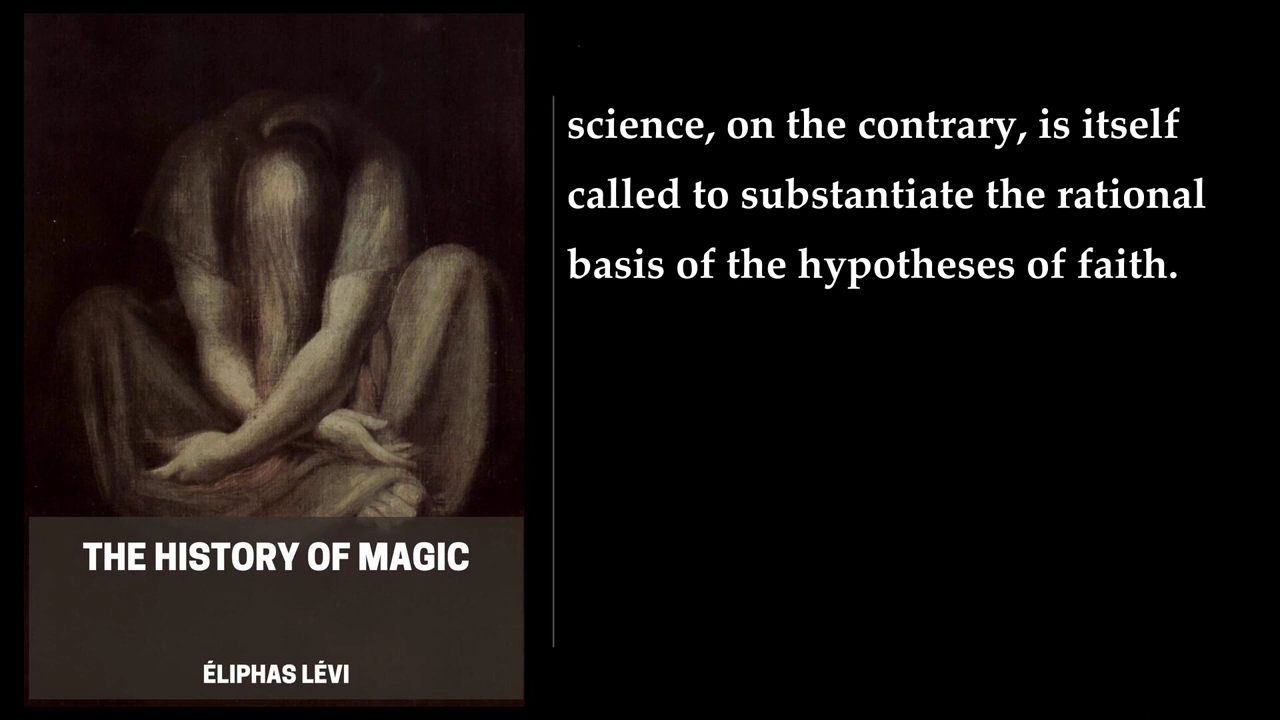 THE HISTORY OF MAGIC
ÉLIPHAS LÉVI
science, on the contrary, is itself
called to substantiate the rational
basis of the hypotheses of faith.